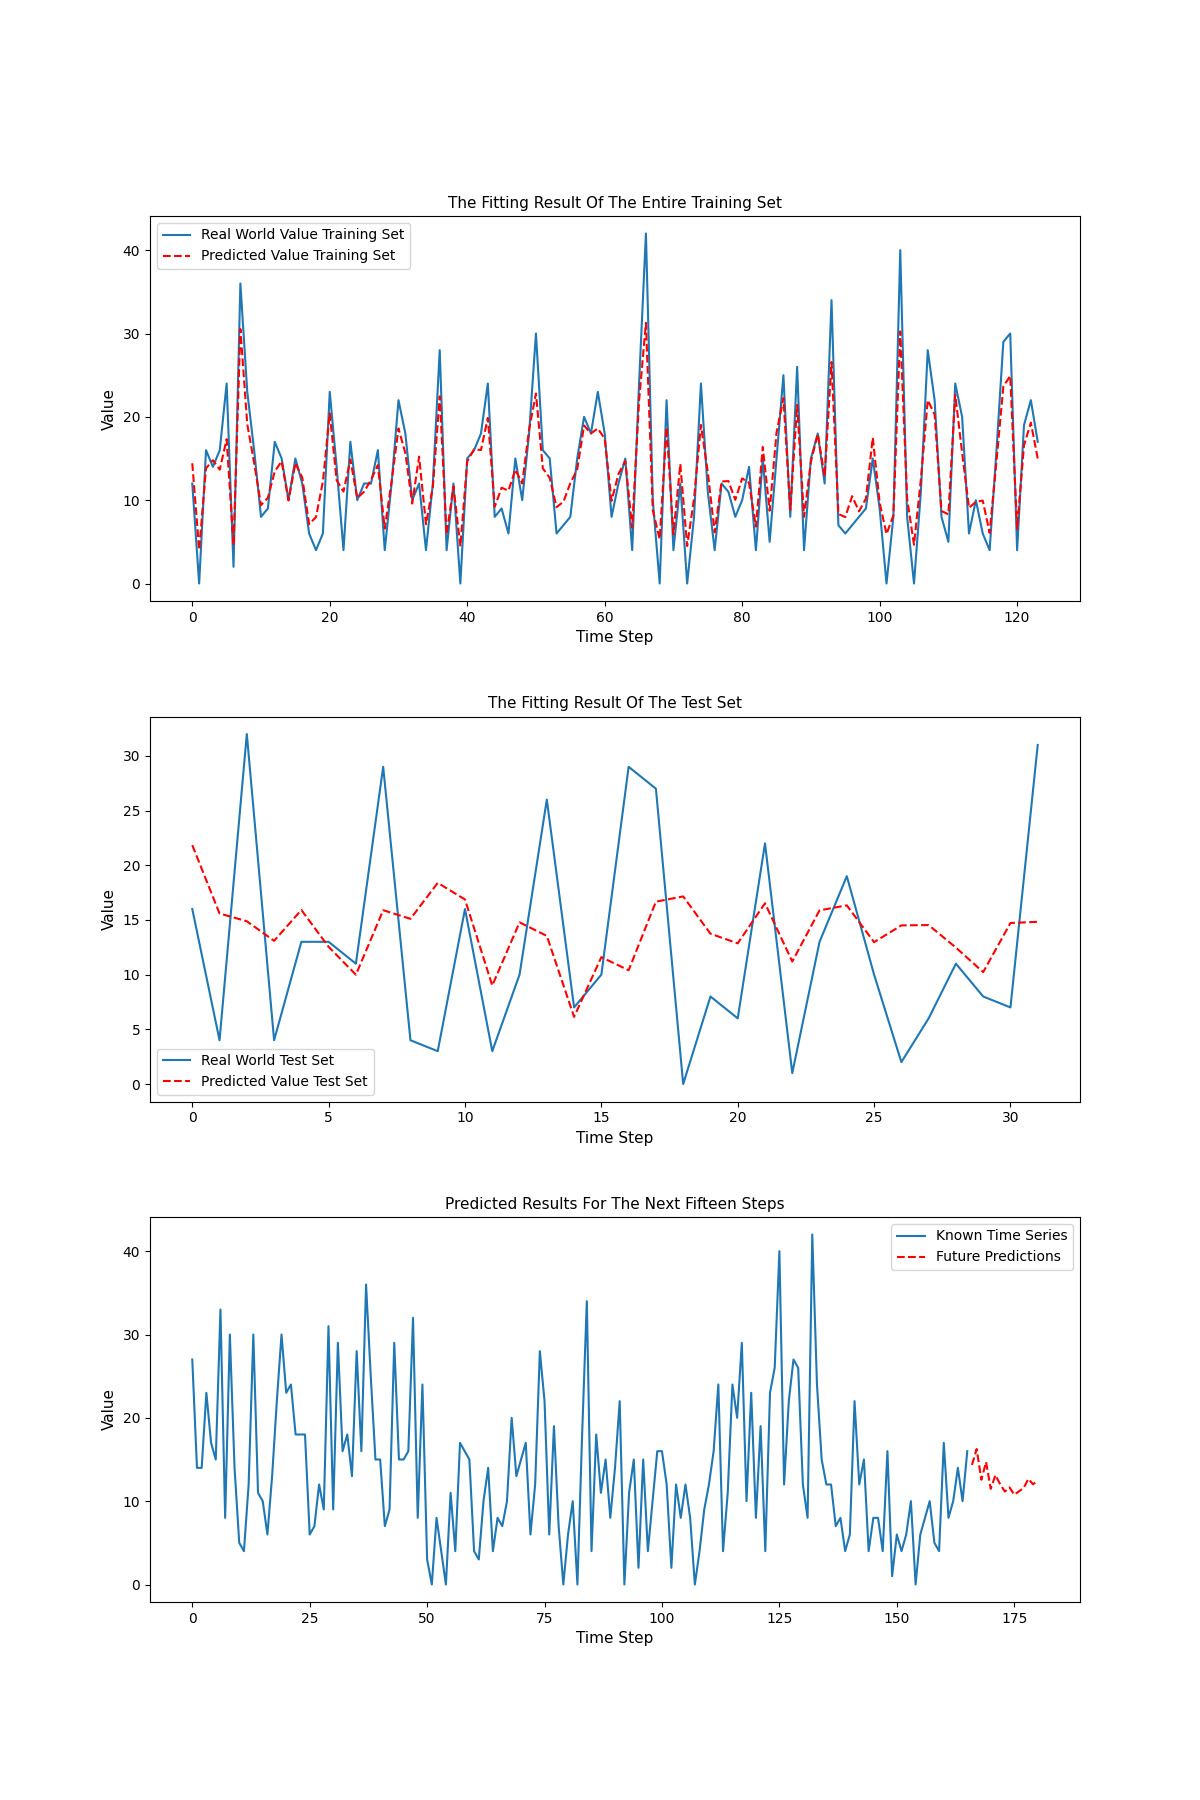 The Fitting Result Of The Entire Training Set
Real World Value Training Set
Predicted Value Training Set
Value
40
30
20
10
0
0 20 40 60 80 100 120
Time Step
The Fitting Result Of The Test Set
Value
30
25
20
15
10
5
0
Real World Test Set
Predicted Value Test Set
0 5 10 15 20 25 30
Time Step
Predicted Results For The Next Fifteen Steps
Known Time Series
Future Predictions
Value
40
30
20
10
0
0 25 50 75 100 125 150 175
Time Step